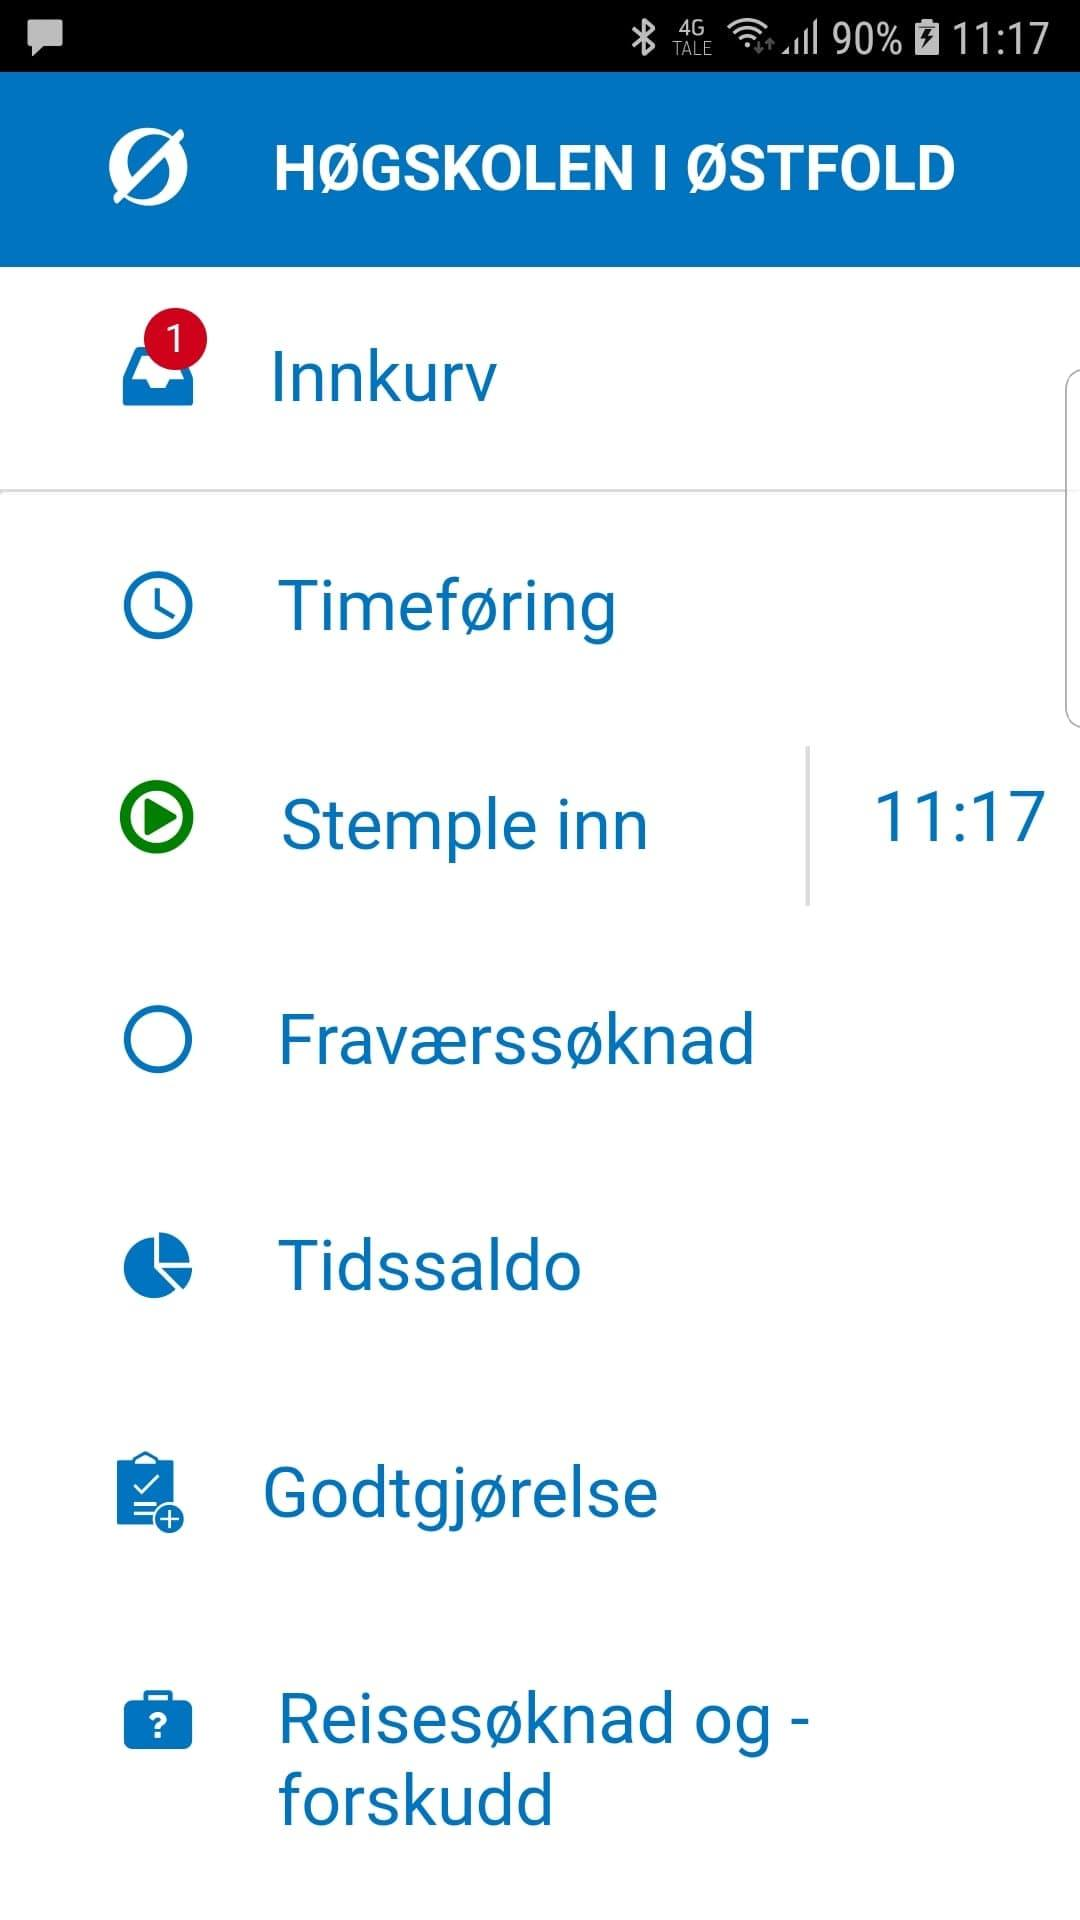 4G
TALE
90% 11:17
HØGSKOLEN I ØSTFOLD
1
Innkurv
Timeføring
Stemple inn
11:17
Fraværssøknad
Tidssaldo
Godtgjørelse
?
Reisesøknad og -
forskudd